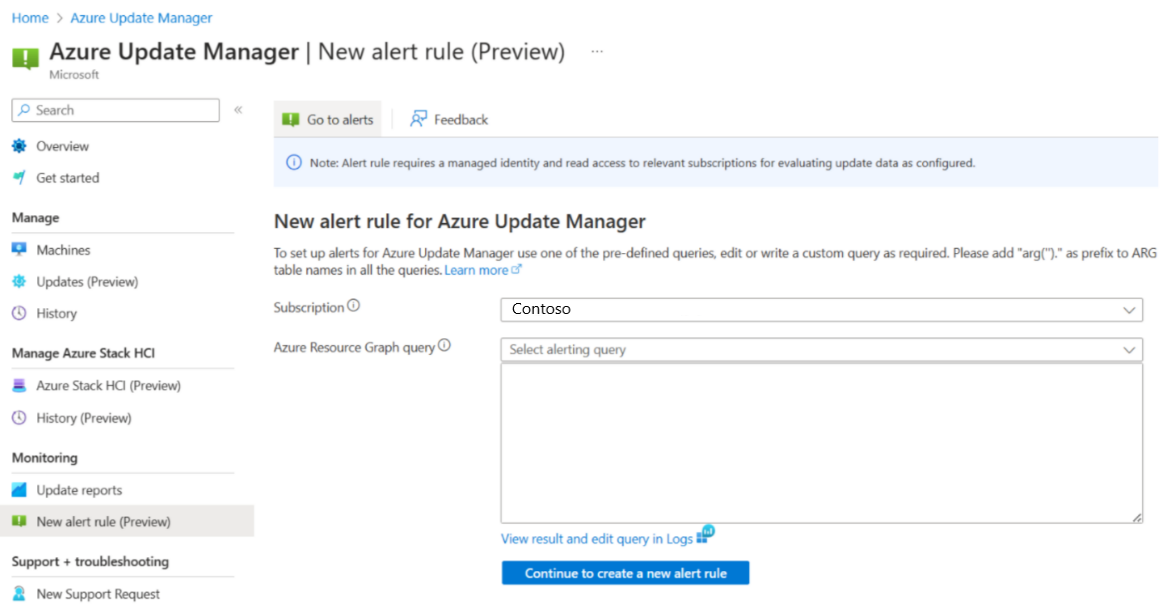 Home > Azure Update Manager
Azure Update Manager | New alert rule (Preview) ...
Microsoft
Search «
Overview
Get started
Manage
Machines
Updates (Preview)
History
Manage Azure Stack HCI
Azure Stack HCI (Preview)
History (Preview)
Monitoring
Update reports
New alert rule (Preview)
Support + troubleshooting
New Support Request
Go to alerts Feedback
Note: Alert rule requires a managed identity and read access to relevant subscriptions for evaluating update data as configured.
New alert rule for Azure Update Manager
To set up alerts for Azure Update Manager use one of the pre-defined queries, edit or write a custom query as required. Please add "arg('')." as prefix to ARG
table names in all the queries. Learn more
Subscription Contoso
Azure Resource Graph query Select alerting query
View result and edit query in Logs
Continue to create a new alert rule